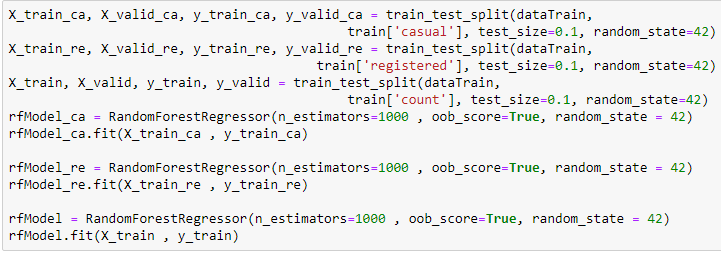 X_train_ca, X_valid_ca, y_train_ca, y_valid_ca = train_test_split(dataTrain,
train['casual'], test_size=0.1, random_state=42)
X_train_re, X_valid_re, y_train_re, y_valid_re = train_test_split(dataTrain,
train['registered'], test_size=0.1, random_state=42)
X_train, X_valid, y_train, y_valid = train_test_split(dataTrain,
train['count'], test_size=0.1, random_state=42)
rfModel_ca = RandomForestRegressor(n_estimators=1000 , oob_score=True, random_state = 42)
rfModel_ca.fit(X_train_ca , y_train_ca)
rfModel_re = RandomForestRegressor(n_estimators=1000 , oob_score=True, random_state = 42)
rfModel_re.fit(X_train_re , y_train_re)
rfModel = RandomForestRegressor(n_estimators=1000 , oob_score=True, random_state = 42)
rfModel.fit(X_train , y_train)